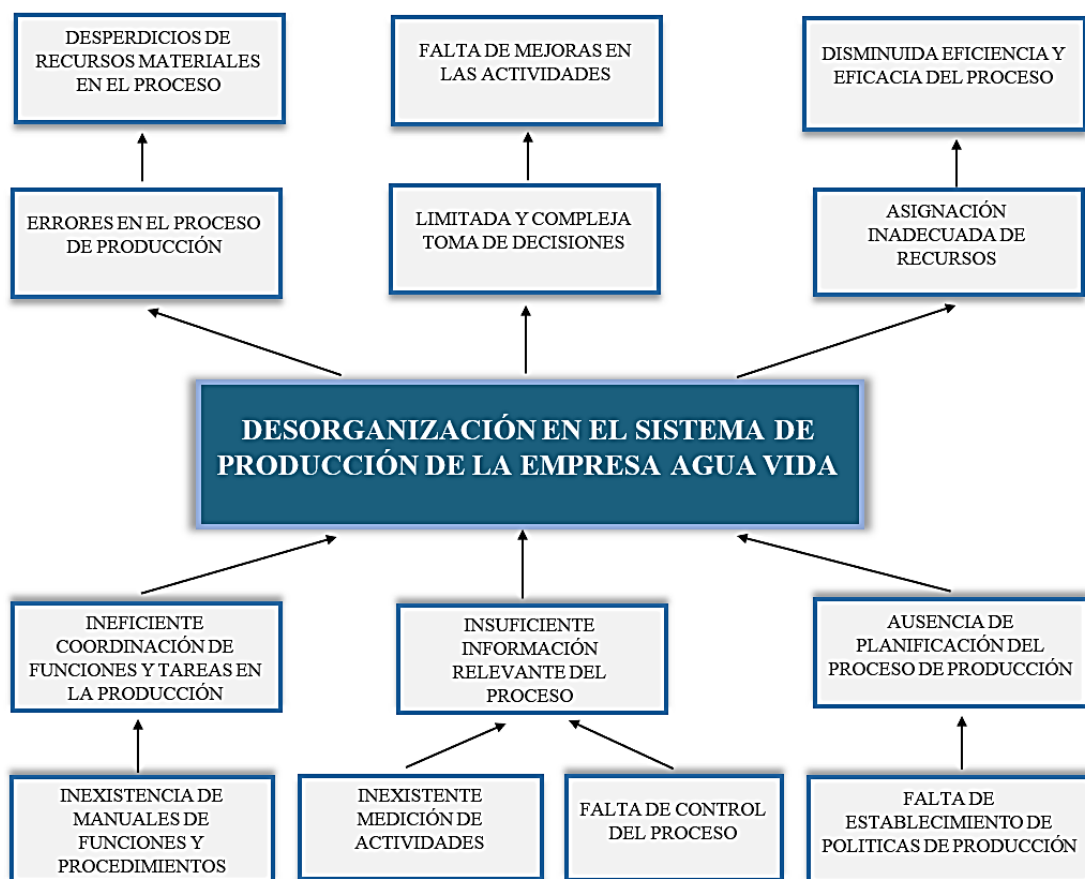 DESPERDICIOS DE
RECURSOS MATERIALES
EN EL PROCESO
FALTA DE MEJORAS EN
LAS ACTIVIDADES
DISMINUIDA EFICIENCIA Y
EFICACIA DEL PROCESO
ERRORES EN EL PROCESO
DE PRODUCCIÓN
LIMITADA Y COMPLEJA
TOMA DE DECISIONES
ASIGNACIÓN
INADECUADA DE
RECURSOS
DESORGANIZACIÓN EN EL SISTEMA DE
PRODUCCIÓN DE LA EMPRESA AGUA VIDA
INEFICIENTE
COORDINACIÓN DE
FUNCIONES Y TAREAS EN
LA PRODUCCIÓN
INSUFICIENTE
INFORMACIÓN
RELEVANTE DEL
PROCESO
AUSENCIA DE
PLANIFICACIÓN DEL
PROCESO DE PRODUCCIÓN
INEXISTENCIA DE
MANUALES DE
FUNCIONES Y
PROCEDIMIENTOS
INEXISTENTE
MEDICIÓN DE
ACTIVIDADES
FALTA DE CONTROL
DEL PROCESO
FALTA DE
ESTABLECIMIENTO DE
POLITICAS DE PRODUCCIÓN